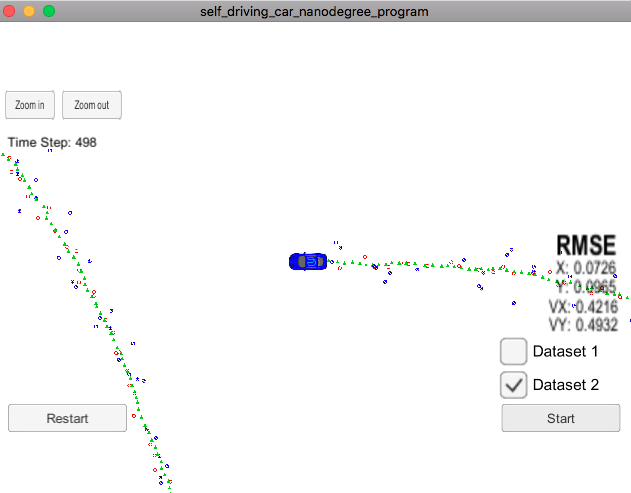 self_driving_car_nanodegree_program
Zoom in
Zoom out
Time Step: 498
RMSE
X: 0.0726
Y: 0.0965
VX: 0.4216
VY: 0.4932
Dataset 1
Dataset 2
Restart
Start